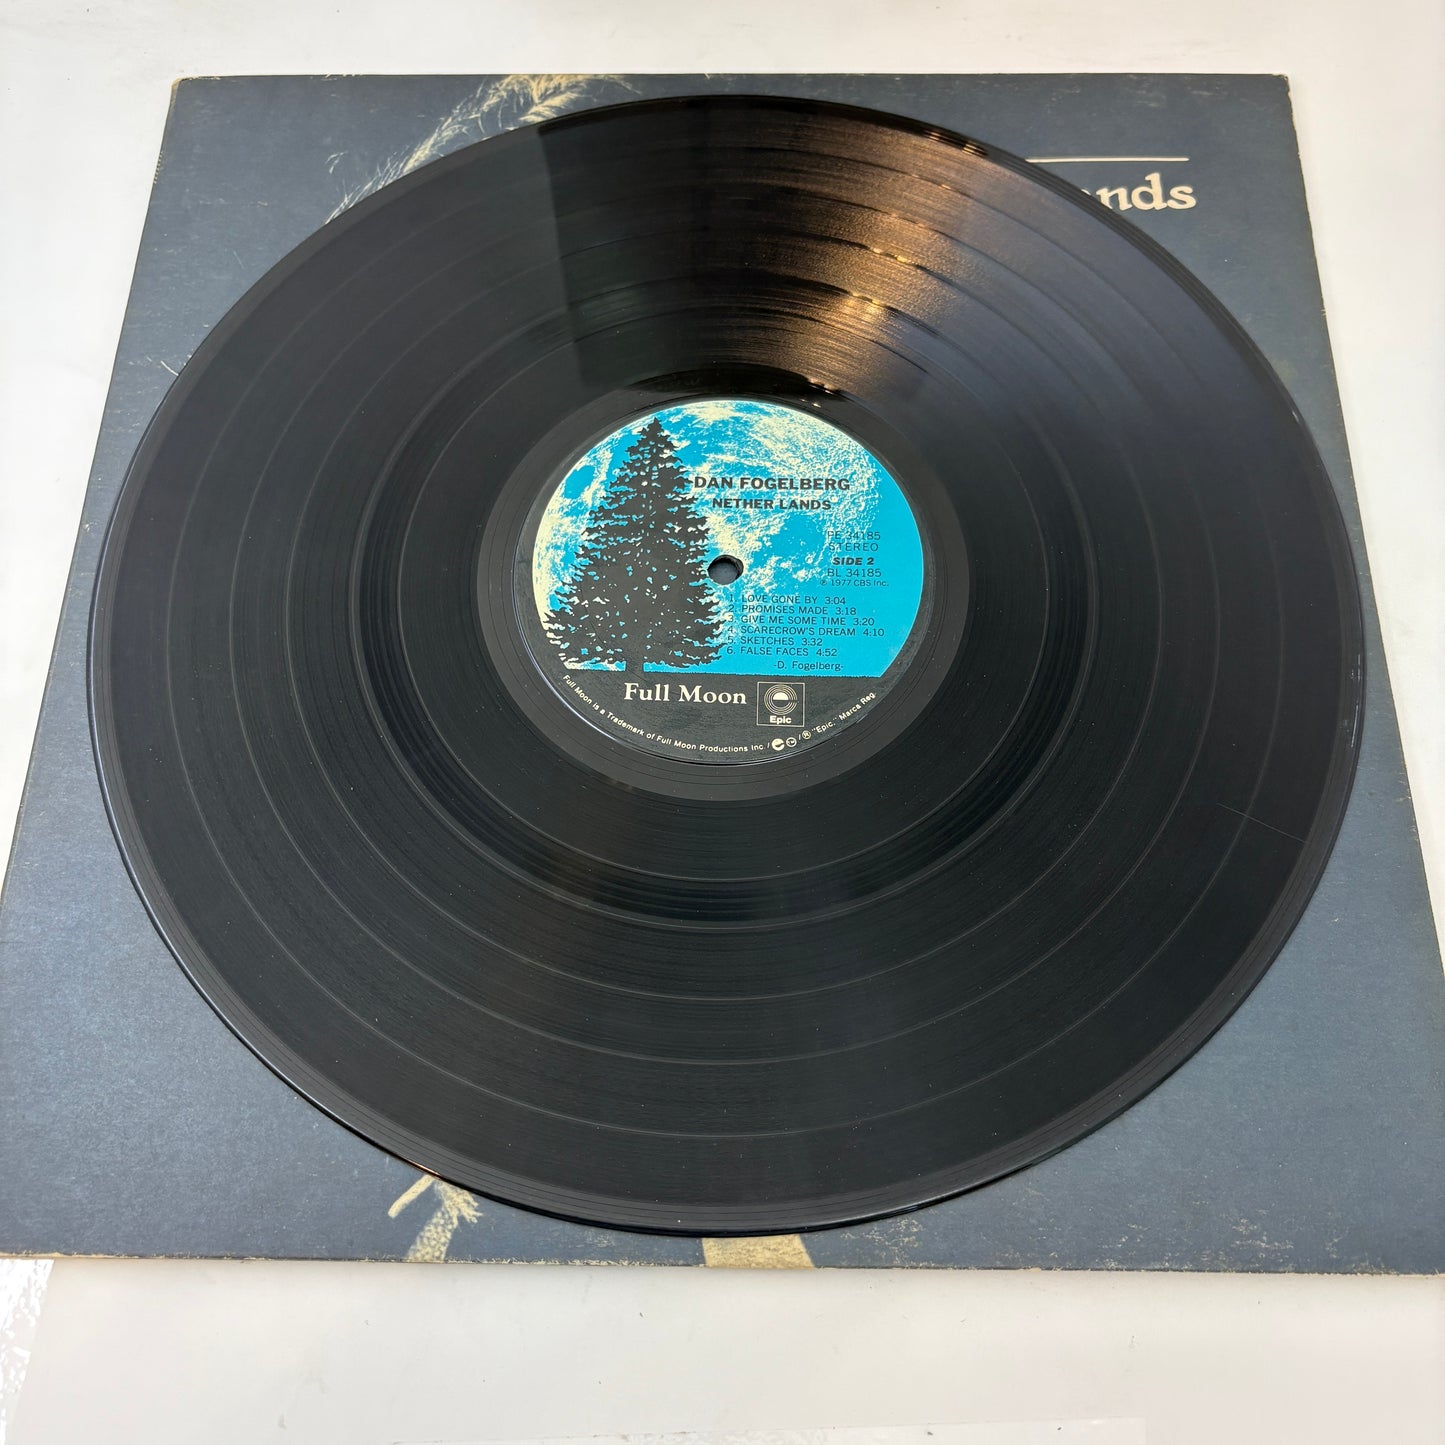 ands
DAN FOGELBERG
NETHER LANDS
PE 34185
STEREO
SIDE 2
BL 34185
℗ 1977 CBS Inc.
1. LOVE GONE BY 3:04
2. PROMISES MADE 3:18
3. GIVE ME SOME TIME 3:20
4. SCARECROW'S DREAM 4:10
5. SKETCHES 3:32
6. FALSE FACES 4:52
-D. Fogelberg-
Full Moon
Epic
Full Moon is a Trademark of Full Moon Productions Inc. / e TM / ® "Epic," Marca Reg.